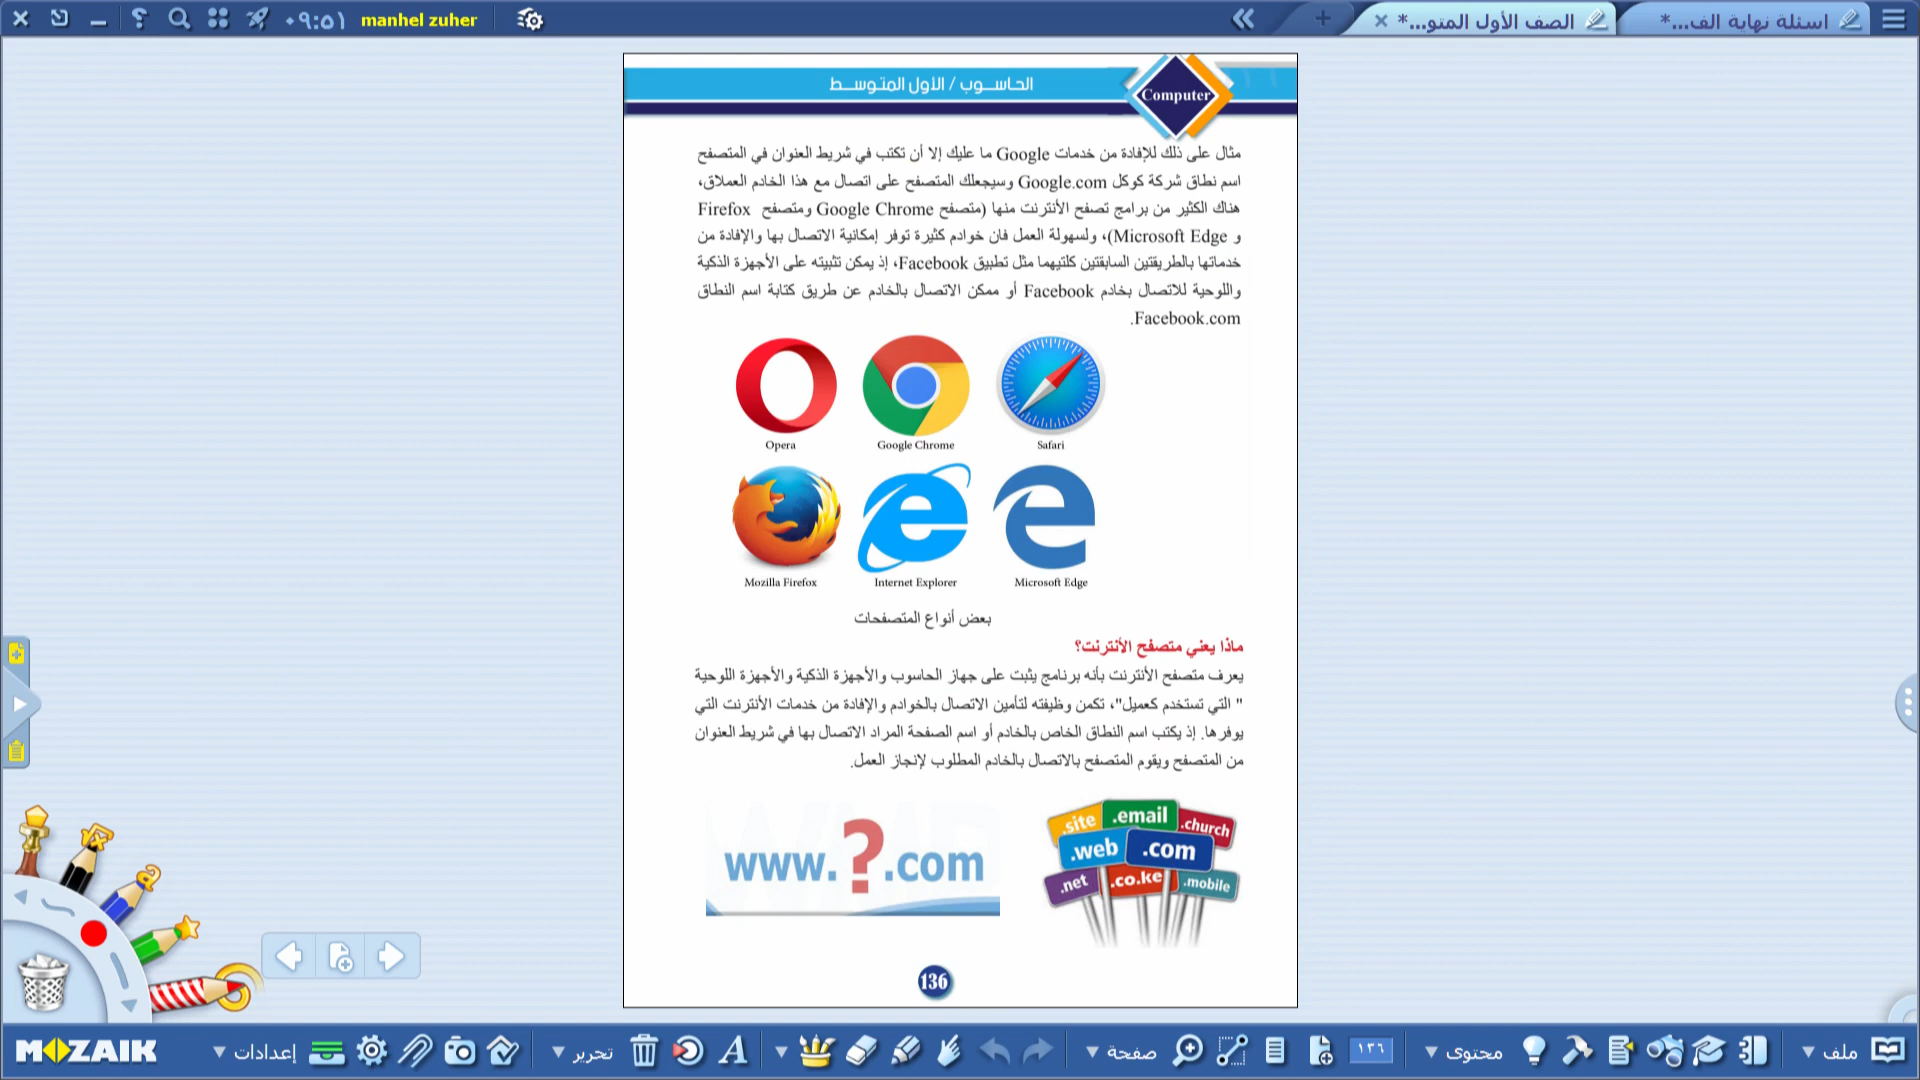 اسئلة نهاية الف...*
الصف الأول المتو...*
manhel zuher
٠٩:٥١
الحاســوب / الأول المتوســط
Computer
مثال على ذلك للإفادة من خدمات Google ما عليك إلا أن تكتب في شريط العنوان في المتصفح
اسم نطاق شركة كوكل Google.com وسيجعلك المتصفح على اتصال مع هذا الخادم العملاق،
هناك الكثير من برامج تصفح الأنترنت منها (متصفح Google Chrome ومتصفح Firefox
و Microsoft Edge)، ولسهولة العمل فان خوادم كثيرة توفر إمكانية الاتصال بها والإفادة من
خدماتها بالطريقتين السابقتين كلتيهما مثل تطبيق Facebook، إذ يمكن تثبيته على الأجهزة الذكية
واللوحية للاتصال بخادم Facebook أو ممكن الاتصال بالخادم عن طريق كتابة اسم النطاق
Facebook.com.
Opera Google Chrome Safari
Mozilla Firefox Internet Explorer Microsoft Edge
بعض أنواع المتصفحات
ماذا يعني متصفح الأنترنت؟
يعرف متصفح الأنترنت بأنه برنامج يثبت على جهاز الحاسوب والأجهزة الذكية والأجهزة اللوحية
" التي تستخدم كعميل"، تكمن وظيفته لتأمين الاتصال بالخوادم والإفادة من خدمات الأنترنت التي
يوفرها. إذ يكتب اسم النطاق الخاص بالخادم أو اسم الصفحة المراد الاتصال بها في شريط العنوان
من المتصفح ويقوم المتصفح بالاتصال بالخادم المطلوب لإنجاز العمل.
www.?.com
.site .email .church
.web .com
.net .co.ke .mobile
136
ملف
محتوى
١٣٦
صفحة
تحرير
إعدادات
MOZAIK